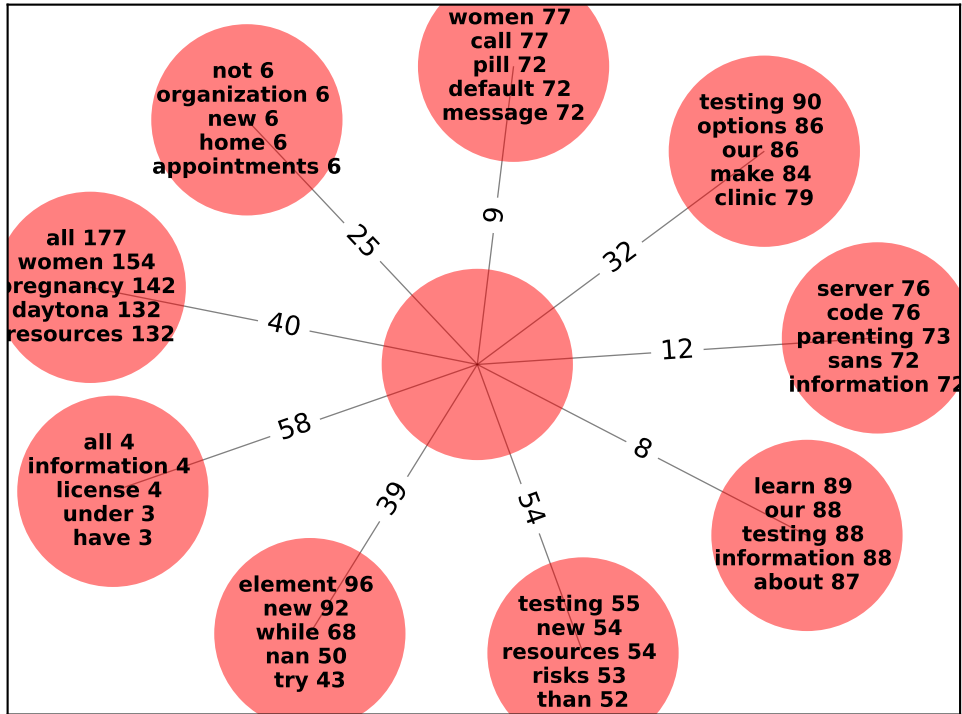 women 77
call 77
pill 72
default 72
message 72
not 6
organization 6
new 6
home 6
appointments 6
testing 90
options 86
our 86
make 84
clinic 79
9
25
32
all 177
women 154
pregnancy 142
daytona 132
resources 132
40
12
server 76
code 76
parenting 73
sans 72
information 72
58
8
all 4
information 4
license 4
under 3
have 3
39
54
learn 89
our 88
testing 88
information 88
about 87
element 96
new 92
while 68
nan 50
try 43
testing 55
new 54
resources 54
risks 53
than 52